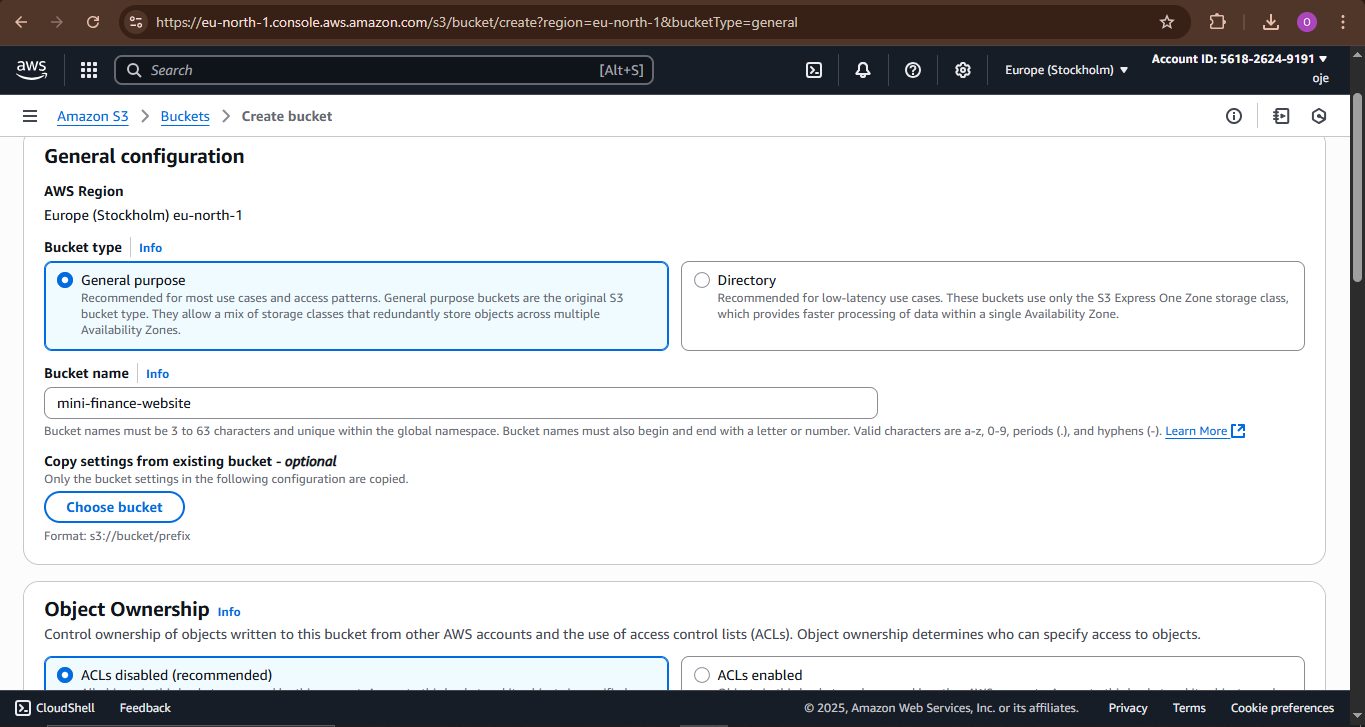 https://eu-north-1.console.aws.amazon.com/s3/bucket/create?region=eu-north-1&bucketType=general
O
aws
Search
[Alt+S]
Europe (Stockholm)
Account ID: 5618-2624-9191
oje
Amazon S3 > Buckets > Create bucket
General configuration
AWS Region
Europe (Stockholm) eu-north-1
Bucket type
Info
General purpose
Recommended for most use cases and access patterns. General purpose buckets are the original S3
bucket type. They allow a mix of storage classes that redundantly store objects across multiple
Availability Zones.
Directory
Recommended for low-latency use cases. These buckets use only the S3 Express One Zone storage class,
which provides faster processing of data within a single Availability Zone.
Bucket name
Info
mini-finance-website
Bucket names must be 3 to 63 characters and unique within the global namespace. Bucket names must also begin and end with a letter or number. Valid characters are a-z, 0-9, periods (.), and hyphens (-). Learn More
Copy settings from existing bucket - optional
Only the bucket settings in the following configuration are copied.
Choose bucket
Format: s3://bucket/prefix
Object Ownership
Info
Control ownership of objects written to this bucket from other AWS accounts and the use of access control lists (ACLs). Object ownership determines who can specify access to objects.
ACLs disabled (recommended)
ACLs enabled
CloudShell
Feedback
© 2025, Amazon Web Services, Inc. or its affiliates.
Privacy
Terms
Cookie preferences